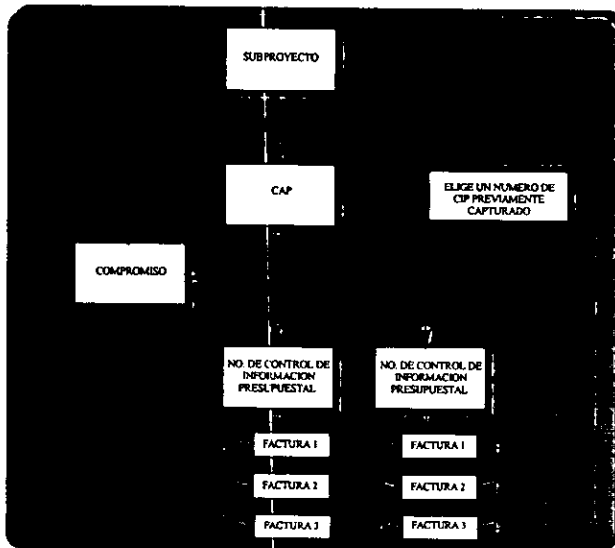 SUBPROYECTO
CAP
ELIGE UN NUMERO DE
CIP PREVIAMENTE
CAPTURADO
COMPROMISO
NO. DE CONTROL DE
INFORMACION
PRESUPUESTAL
NO. DE CONTROL DE
INFORMACION
PRESUPUESTAL
FACTURA 1
FACTURA 1
FACTURA 2
FACTURA 2
FACTURA 3
FACTURA 3